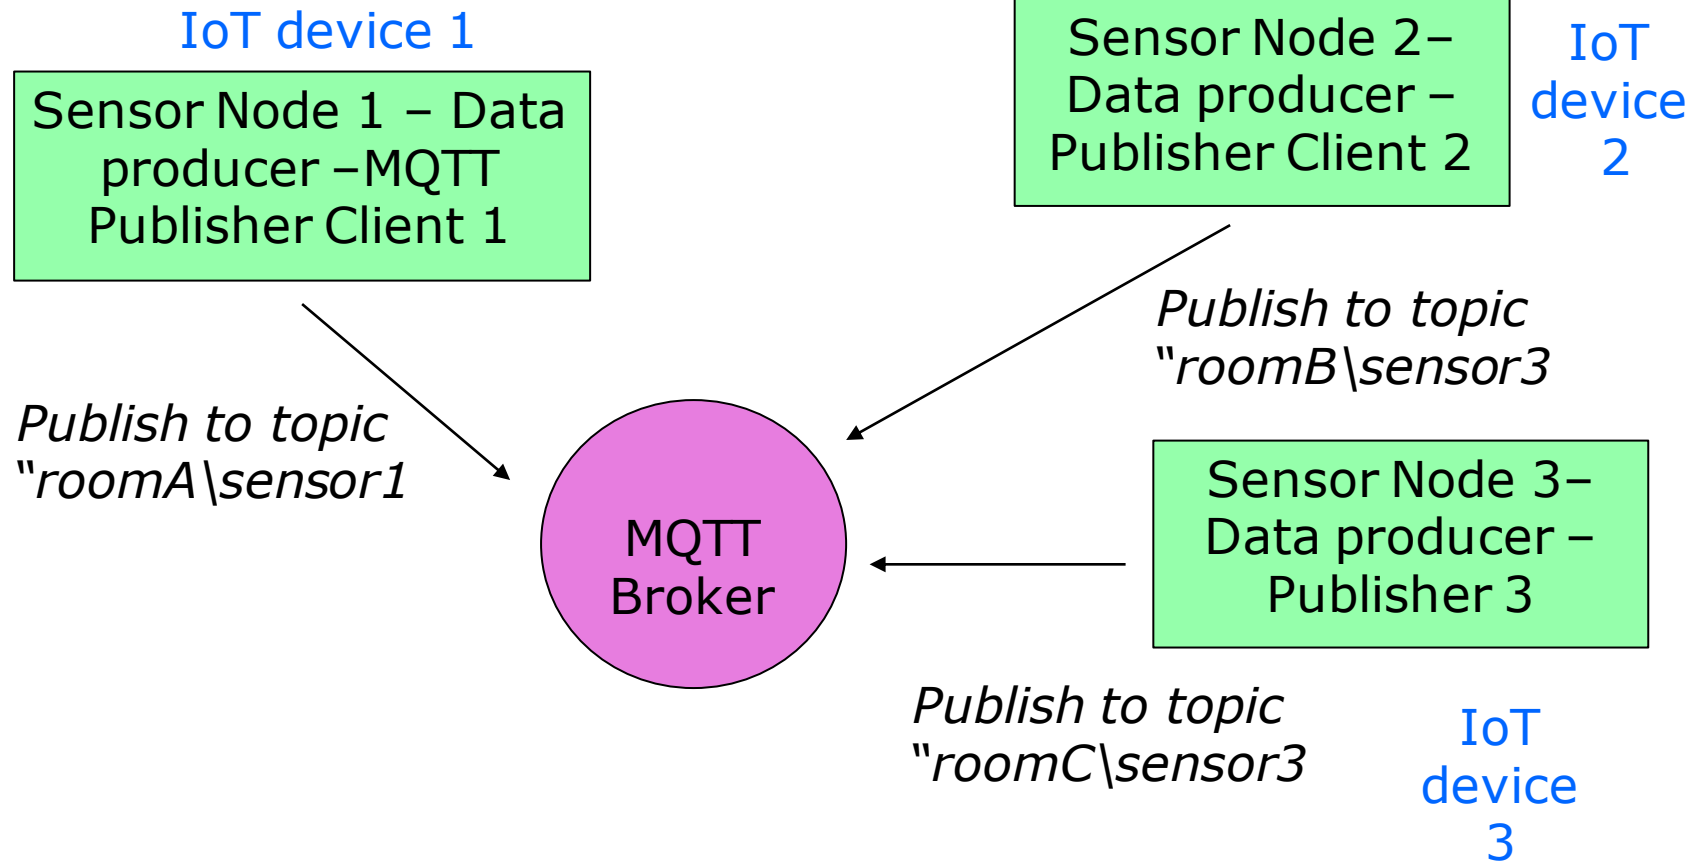 IoT device 1
Sensor Node 1 – Data
producer –MQTT
Publisher Client 1
Sensor Node 2–
Data producer –
Publisher Client 2
IoT
device
2
Publish to topic
“roomB\sensor3
Publish to topic
“roomA\sensor1
MQTT
Broker
Sensor Node 3–
Data producer –
Publisher 3
Publish to topic
“roomC\sensor3
IoT
device
3